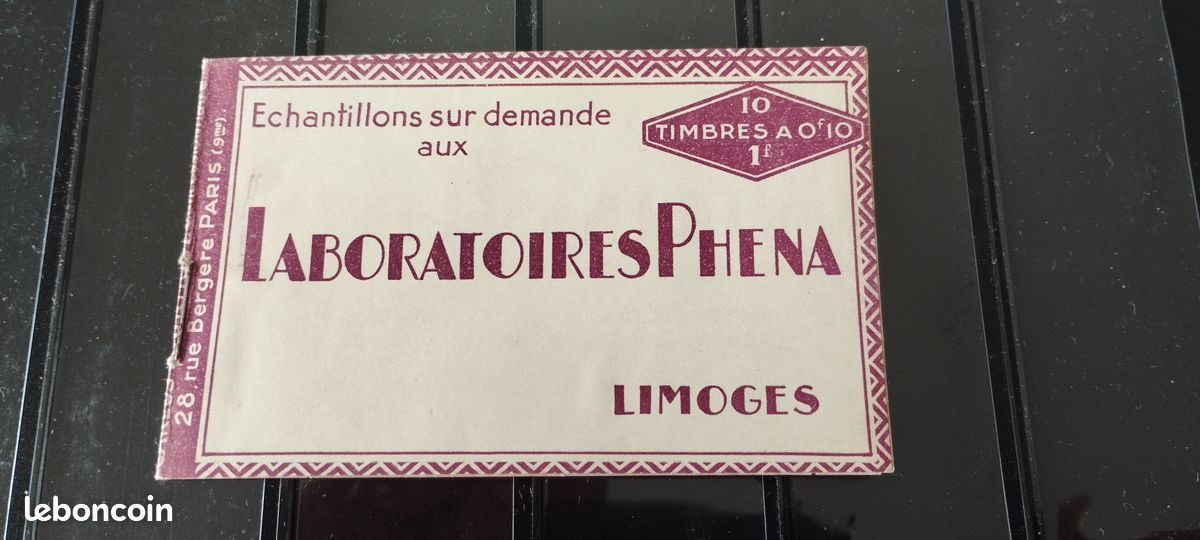 Echantillons sur demande
aux
10
TIMBRES A 0f10
1f
LABORATOIRES PHENA
LIMOGES
28, rue Bergère PARIS (9me)
leboncoin